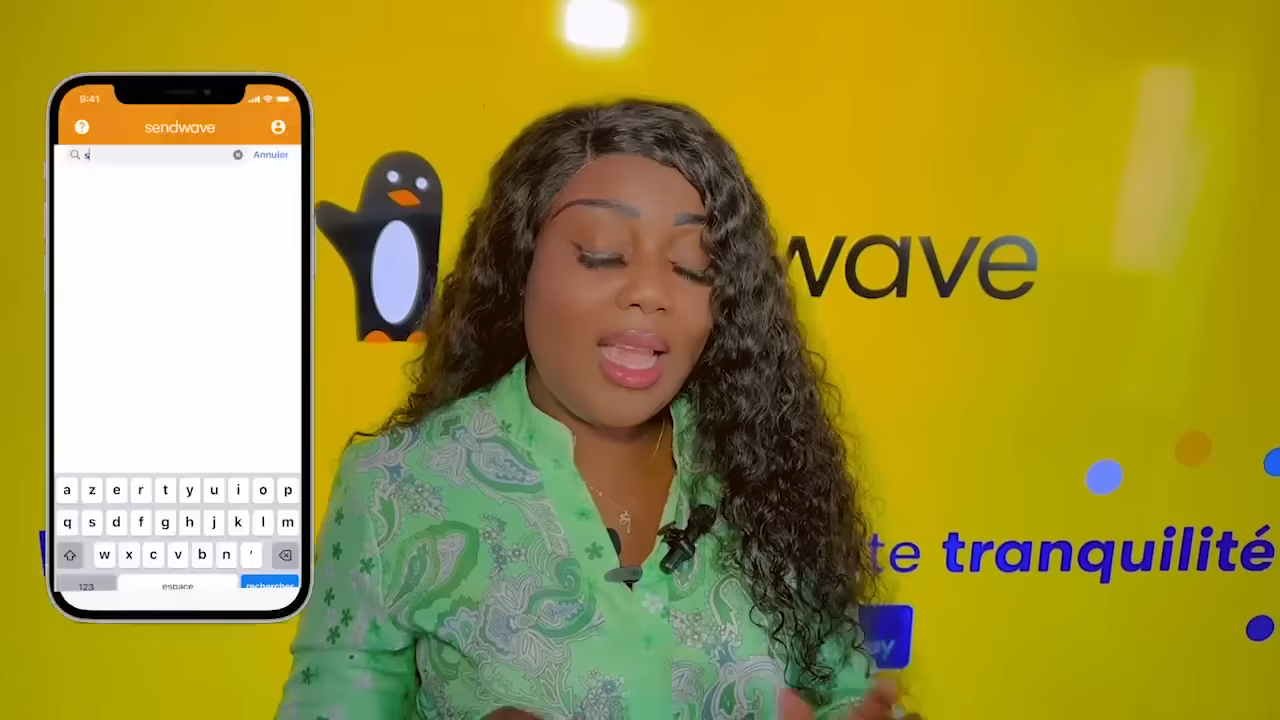 9:41
sendwave
s
Annuler
a z e r t y u i o p
q s d f g h j k l m
w x c v b n '
123 espace rechercher
wave
te tranquilité